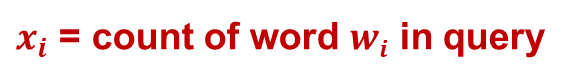 xᵢ = count of word wᵢ in query